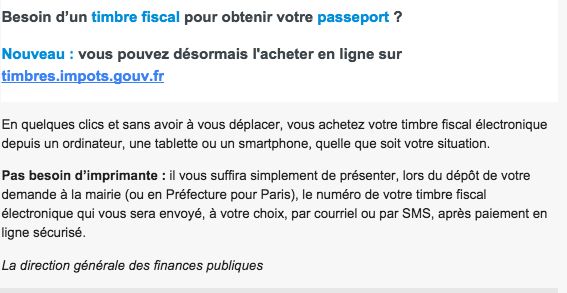 Besoin d'un timbre fiscal pour obtenir votre passeport ?
Nouveau : vous pouvez désormais l'acheter en ligne sur
timbres.impots.gouv.fr
En quelques clics et sans avoir à vous déplacer, vous achetez votre timbre fiscal électronique
depuis un ordinateur, une tablette ou un smartphone, quelle que soit votre situation.
Pas besoin d'imprimante : il vous suffira simplement de présenter, lors du dépôt de votre
demande à la mairie (ou en Préfecture pour Paris), le numéro de votre timbre fiscal
électronique qui vous sera envoyé, à votre choix, par courriel ou par SMS, après paiement en
ligne sécurisé.
La direction générale des finances publiques